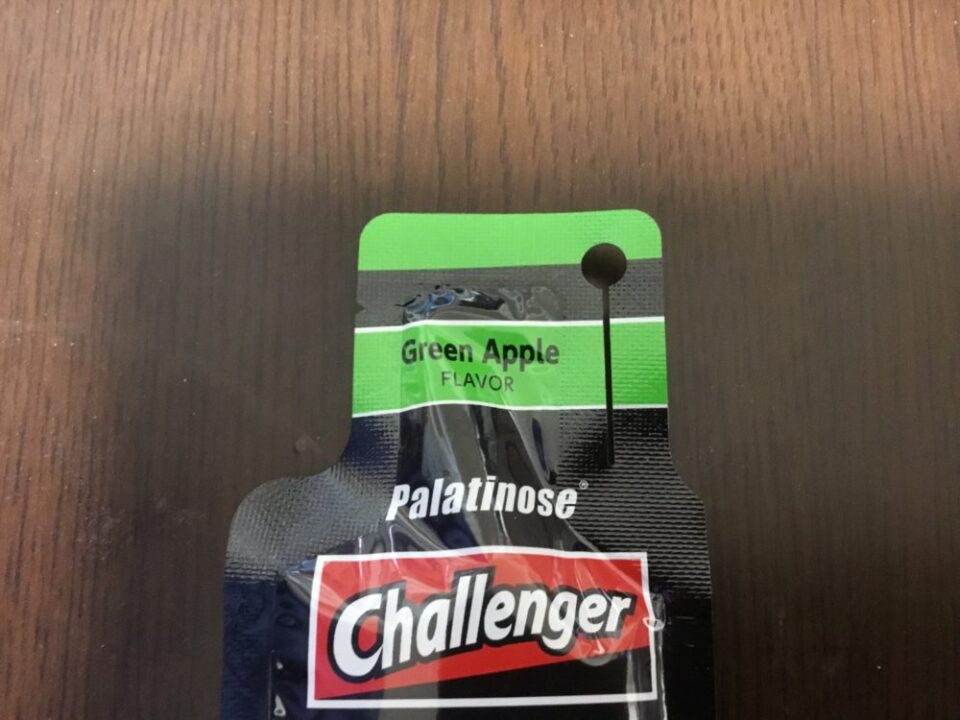 Green Apple
FLAVOR
Palatinose®
Challenger